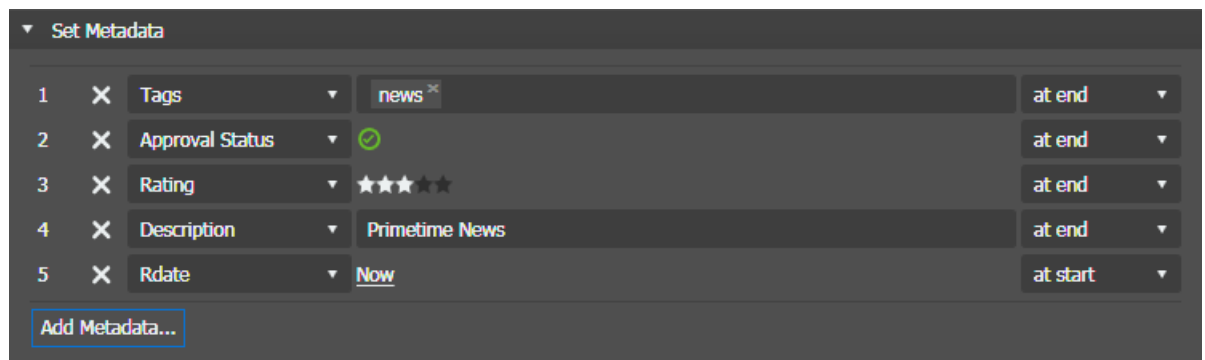 Set Metadata
1 Tags news at end
2 Approval Status at end
3 Rating at end
4 Description Primetime News at end
5 Rdate Now at start
Add Metadata...